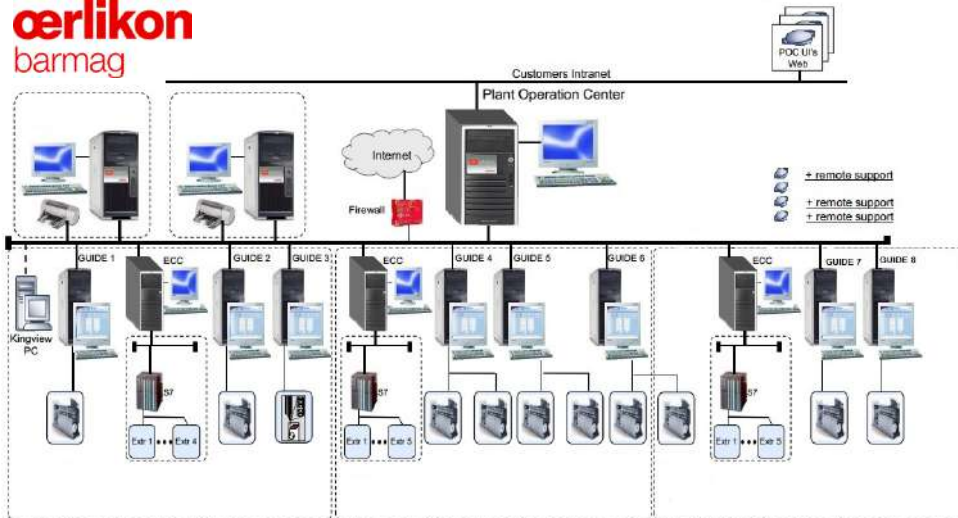 œrlikon
barmag
POC UI's
Web
Customers Intranet
Plant Operation Center
Internet
Firewall
+ remote support
+ remote support
+ remote support
GUIDE 1
ECC
GUIDE 2
GUIDE 3
ECC
GUIDE 4
GUIDE 5
GUIDE 6
ECC
GUIDE 7
GUIDE 8
Kingview
PC
S7
S7
S7
Extr 1
Extr 4
Extr 1
Extr 5
Extr 1
Extr 5